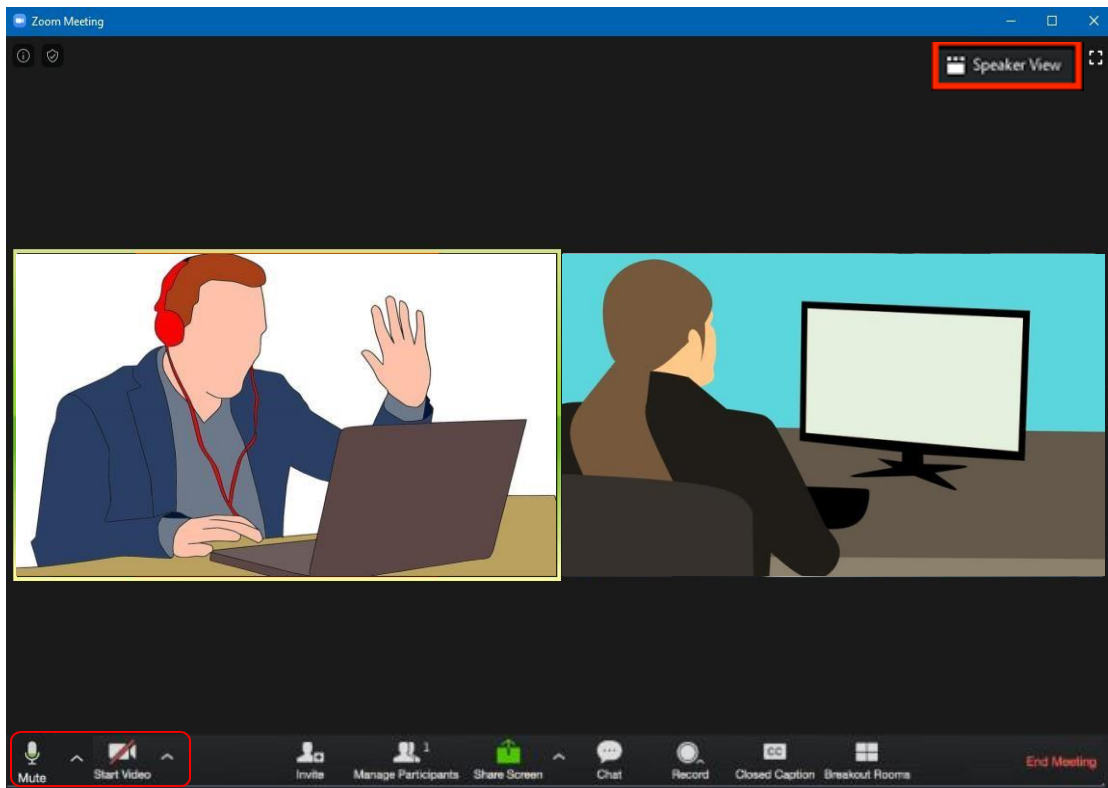 Zoom Meeting
Speaker View
Mute
Start Video
Invite
Manage Participants
1
Share Screen
Chat
Record
CC
Closed Caption
Breakout Rooms
End Meeting